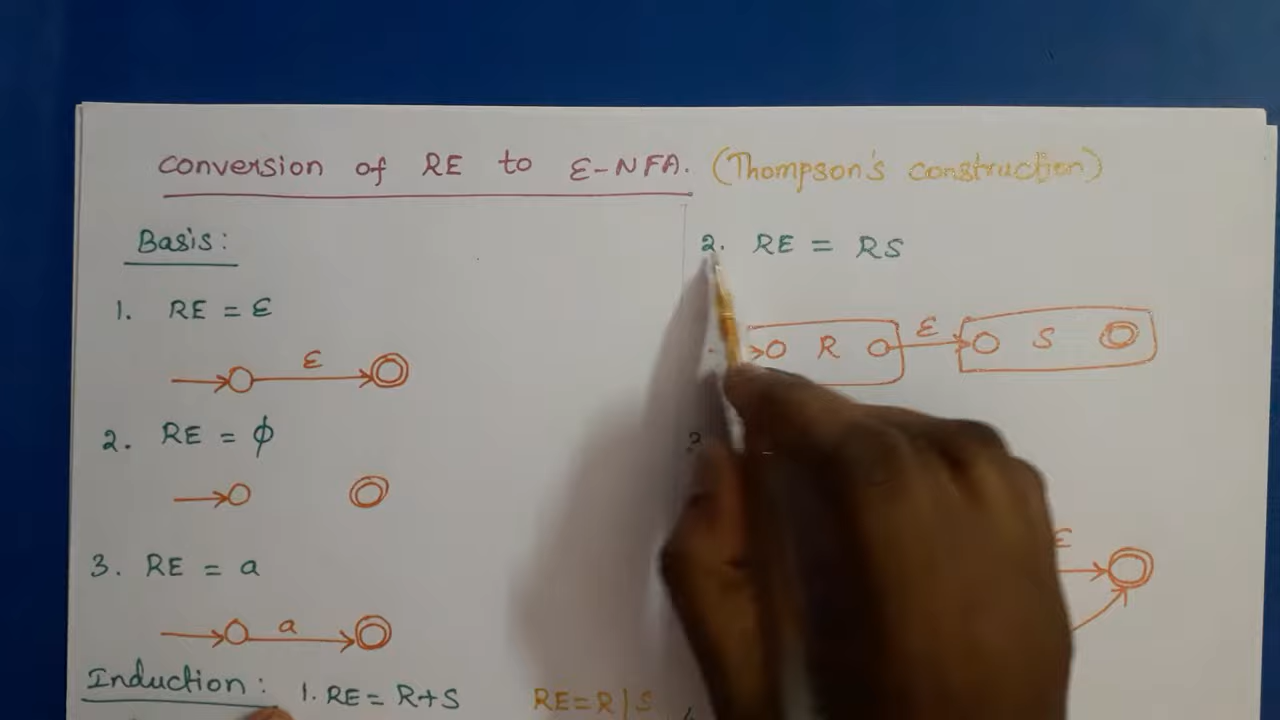 conversion of RE to ε-NFA. (Thompson's construction)
Basis:
1. RE = ε
ε
2. RE = ϕ
3. RE = a
a
Induction: 1. RE = R+S RE = R|S
2. RE = RS
R ε S
ε